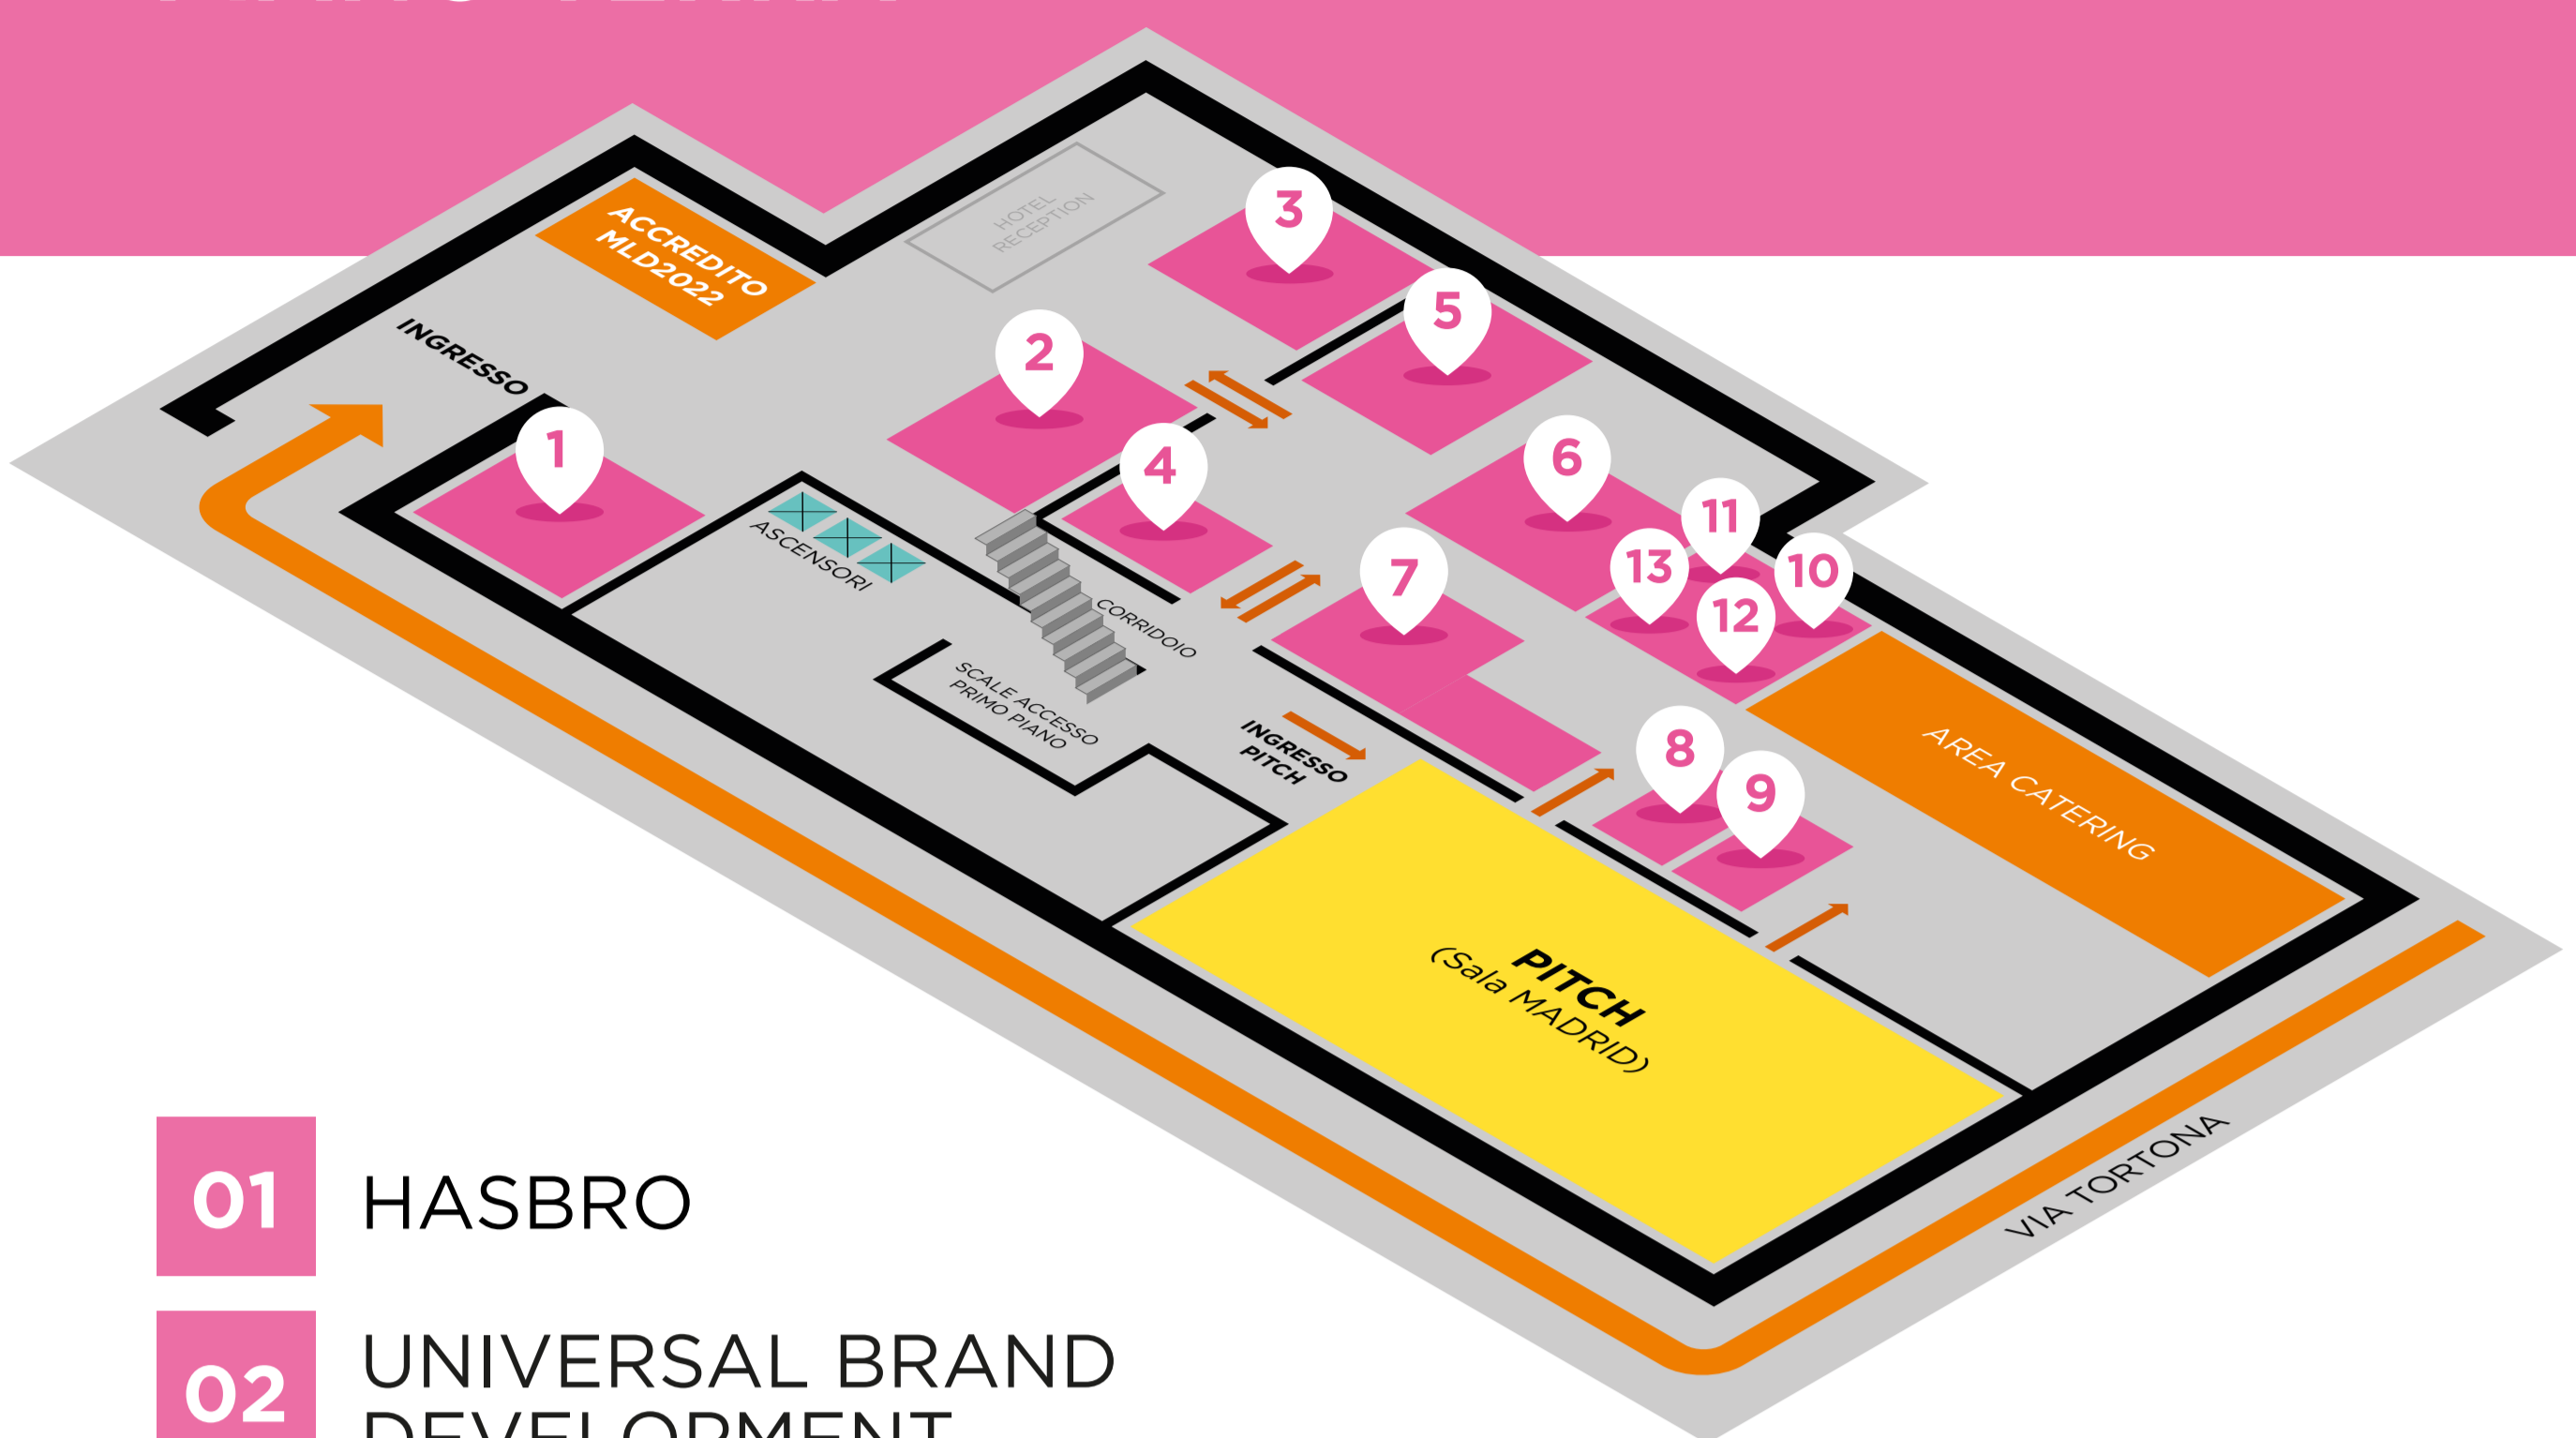 ACCREDITO
MLD2022
HOTEL
RECEPTION
INGRESSO
3
5
2
1
4
6
11
13
10
12
7
ASCENSORI
CORRIDOIO
SCALE ACCESSO
PRIMO PIANO
INGRESSO
PITCH
8
9
AREA CATERING
PITCH
(Sala MADRID)
VIA TORTONA
01 HASBRO
02 UNIVERSAL BRAND
DEVELOPMENT